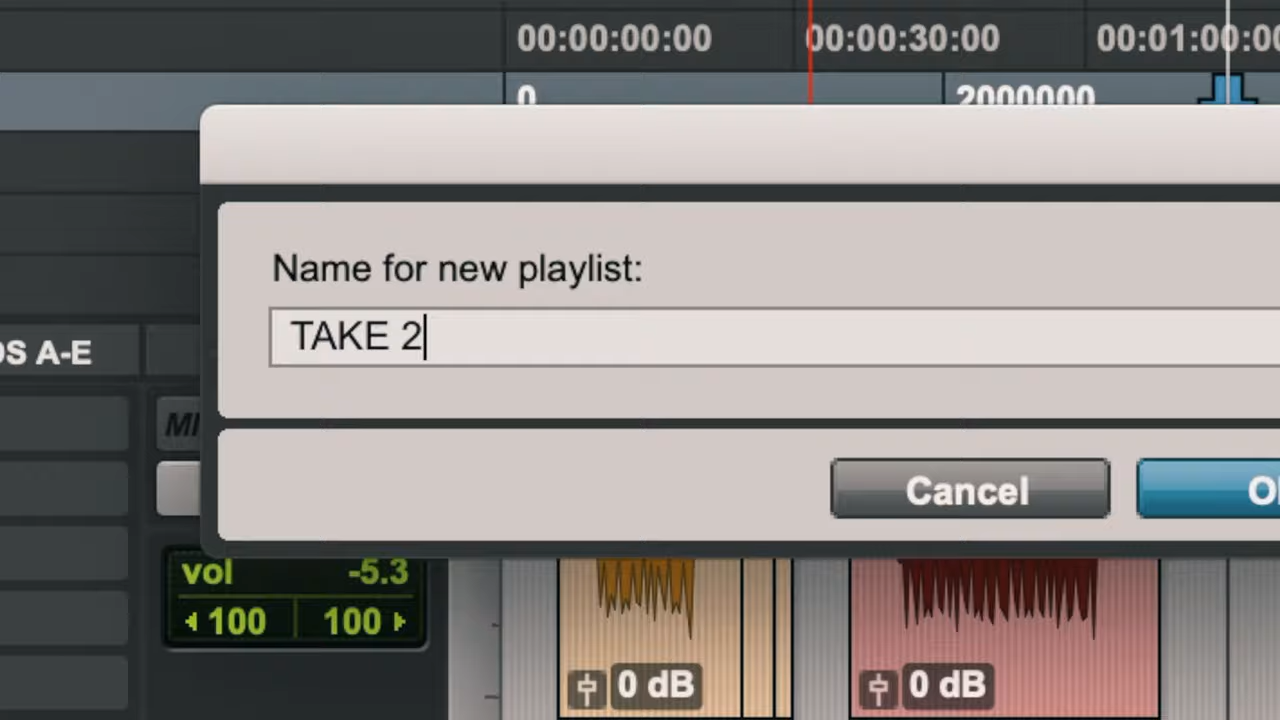 00:00:00:00 00:00:30:00 00:01:00:00
0 2000000
Name for new playlist:
TAKE 2
OS A-E
Cancel
vol -5.3
100 100
0 dB 0 dB